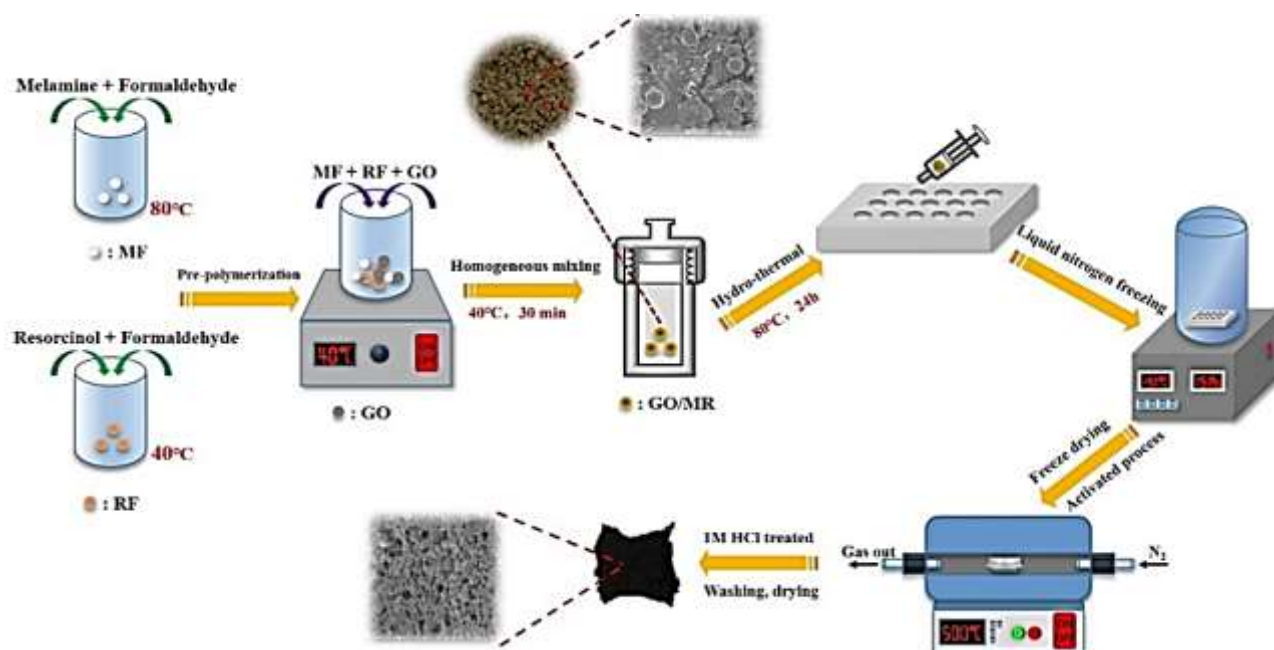 Melamine + Formaldehyde
80℃
: MF
Pre-polymerization
Resorcinol + Formaldehyde
40℃
: RF
MF + RF + GO
40℃
: GO
Homogeneous mixing
40℃, 30 min
: GO/MR
Hydro-thermal
80℃, 24h
Liquid nitrogen freezing
Freeze drying
Activated process
Gas out
N₂
500℃
1M HCl treated
Washing, drying